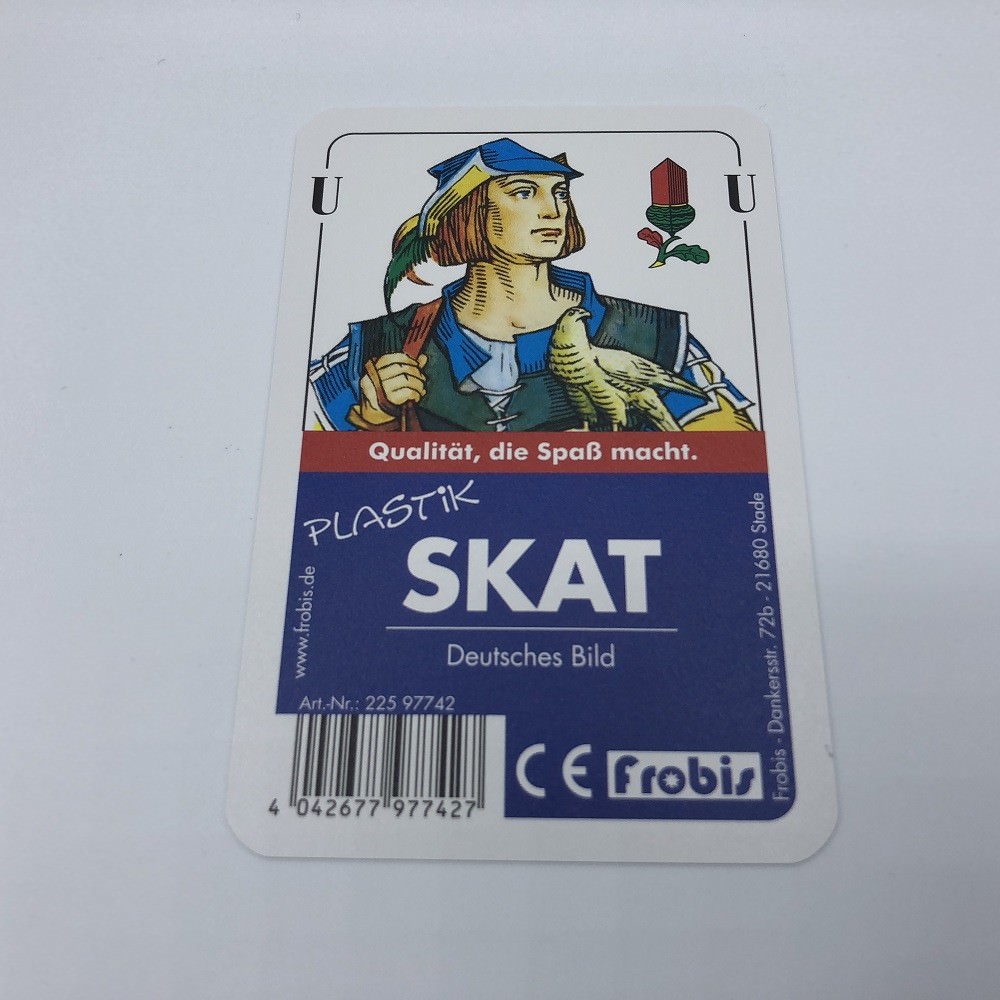 U
U
Qualität, die Spaß macht.
PLASTiK
SKAT
Deutsches Bild
www.frobis.de
Frobis - Dankersstr. 72b - 21680 Stade
Art.-Nr.: 225 97742
4 042677 977427
CE
Frobis